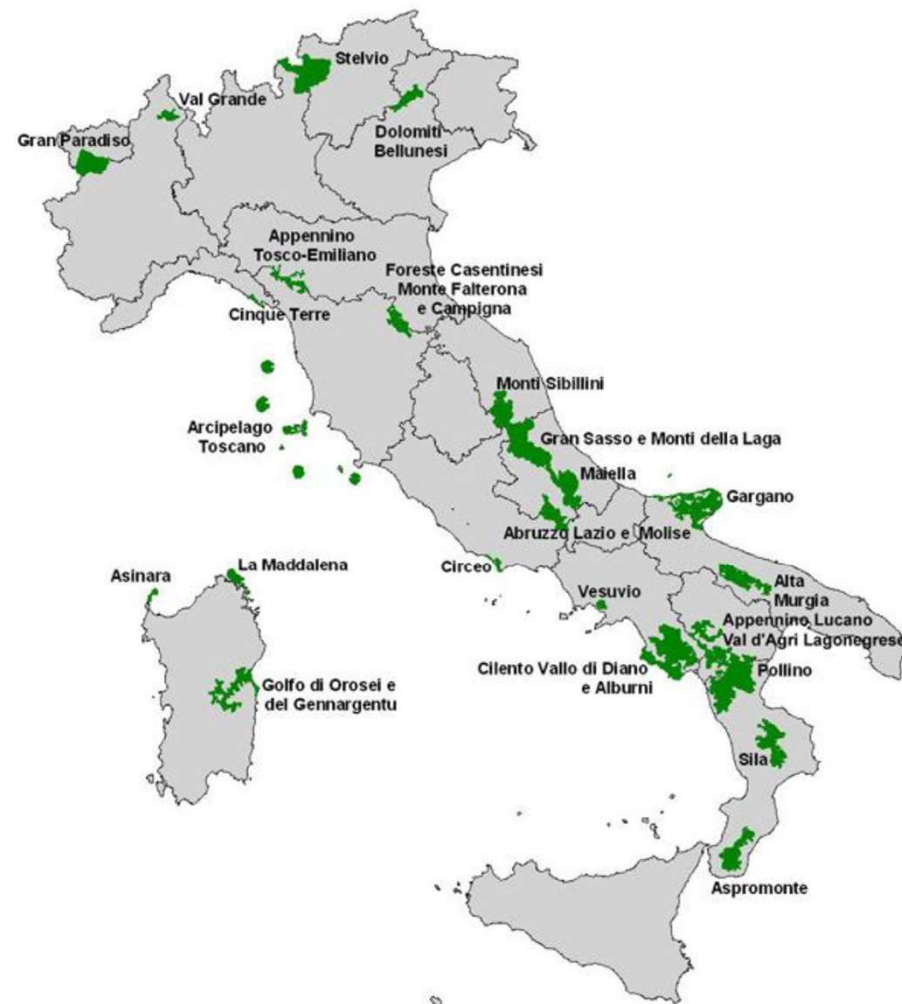 Stelvio
Val Grande
Gran Paradiso
Dolomiti
Bellunesi
Appennino
Tosco-Emiliano
Foreste Casentinesi
Monte Falterona
e Campigna
Cinque Terre
Monti Sibillini
Arcipelago
Toscano
Gran Sasso e Monti della Laga
Maiella
Gargano
Abruzzo Lazio e Molise
Circeo
La Maddalena
Asinara
Vesuvio
Alta
Murgia
Appennino Lucano
Val d'Agri Lagonegrese
Cilento Vallo di Diano
e Alburni
Pollino
Golfo di Orosei e
del Gennargentu
Sila
Aspromonte